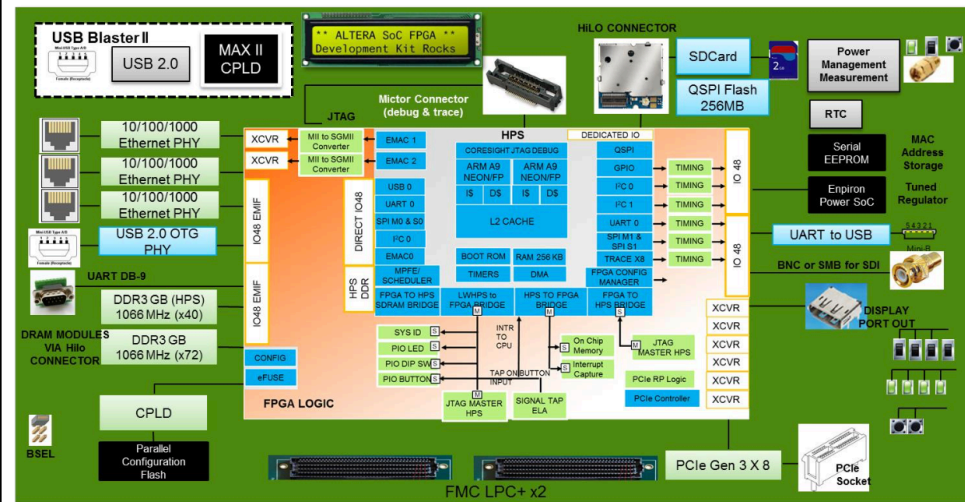 USB Blaster II
Mini USB Type A/B
Female (Receptacle)
USB 2.0
MAX II
CPLD
** ALTERA SoC FPGA **
Development Kit Rocks
Mictor Connector
(debug & trace)
JTAG
HiLO CONNECTOR
SDCard
QSPI Flash
256MB
Power
Management
Measurement
RTC
Serial
EEPROM
MAC
Address
Storage
Enpirion
Power SoC
Tuned
Regulator
10/100/1000
Ethernet PHY
10/100/1000
Ethernet PHY
10/100/1000
Ethernet PHY
USB 2.0 OTG
PHY
UART DB-9
DDR3 GB (HPS)
1066 MHz (x40)
DRAM MODULES
VIA Hilo
CONNECTOR
DDR3 GB
1066 MHz (x72)
CPLD
Parallel
Configuration
Flash
BSEL
XCVR
MII to SGMII
Converter
EMAC 1
XCVR
MII to SGMII
Converter
EMAC 2
IO48 EMIF
IO48 EMIF
DIRECT IO48
HPS
DDR
USB 0
UART 0
SPI M0 & S0
I²C 0
EMAC0
MPFE/
SCHEDULER
FPGA TO HPS
SDRAM BRIDGE
HPS
CORESIGHT JTAG DEBUG
ARM A9
NEON/FP
ARM A9
NEON/FP
I$
D$
I$
D$
L2 CACHE
BOOT ROM
RAM 256 KB
TIMERS
DMA
LWHPS to
FPGA BRIDGE
HPS TO FPGA
BRIDGE
FPGA TO
HPS BRIDGE
DEDICATED IO
QSPI
GPIO
I²C 0
I²C 1
UART 0
SPI M1 &
SPI S1
TRACE X8
FPGA CONFIG
MANAGER
TIMING
TIMING
TIMING
TIMING
TIMING
TIMING
IO 48
IO 48
M
M
S
SYS ID
S
PIO LED
S
PIO DIP SW
S
PIO BUTTON
S
INTR
TO
CPU
TAP ON BUTTON
INPUT
S
On Chip
Memory
S
Interrupt
Capture
M
JTAG
MASTER HPS
M
JTAG MASTER
HPS
SIGNAL TAP
ELA
PCIe RP Logic
PCIe Controller
XCVR
XCVR
XCVR
XCVR
XCVR
XCVR
CONFIG
eFUSE
FPGA LOGIC
UART to USB
5 4 3 2 1
Mini B
BNC or SMB for SDI
DISPLAY
PORT OUT
PCIe Gen 3 X 8
PCIe
Socket
FMC LPC+ x2